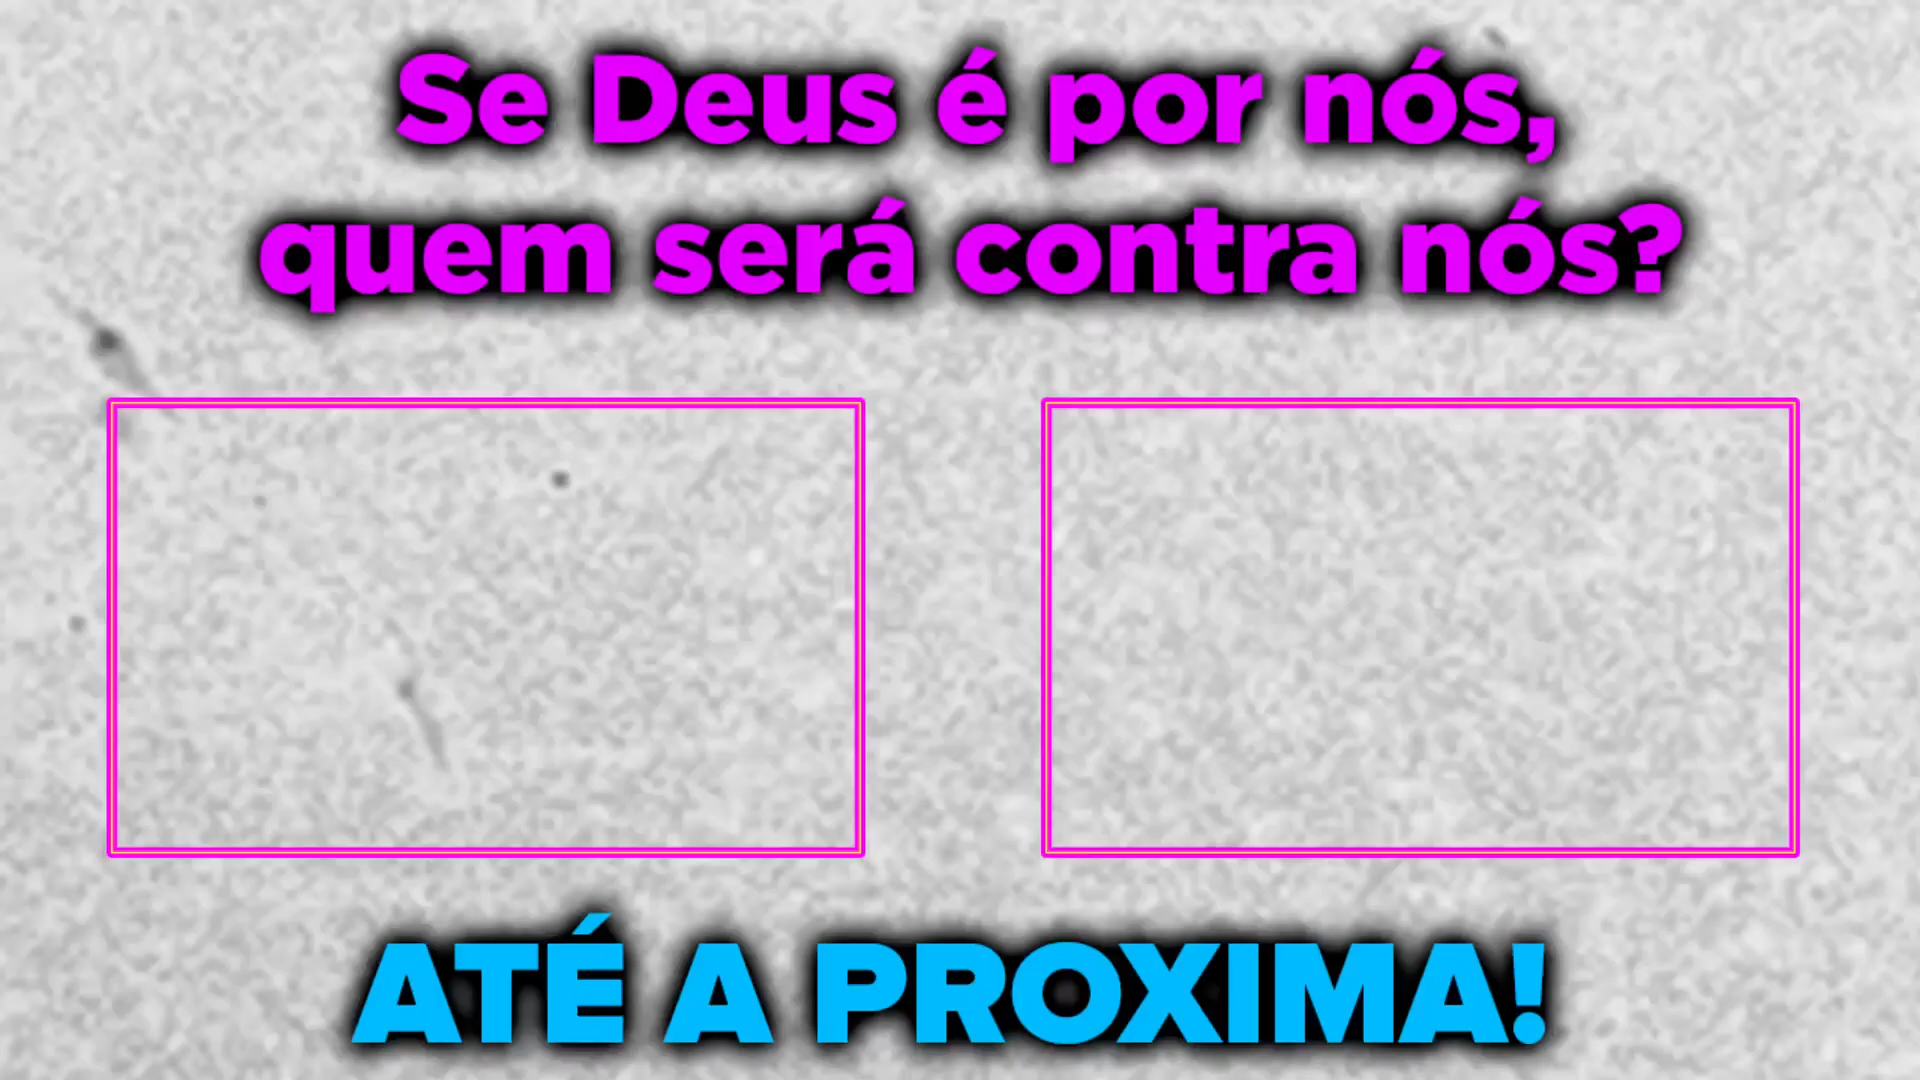 Se Deus é por nós,
quem será contra nós?
ATÉ A PROXIMA!